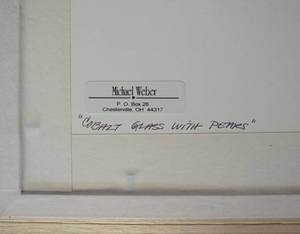 Michael Weber
P. O. Box 26
Chesterville, OH 44317
"COBALT GLASS WITH PEARS"